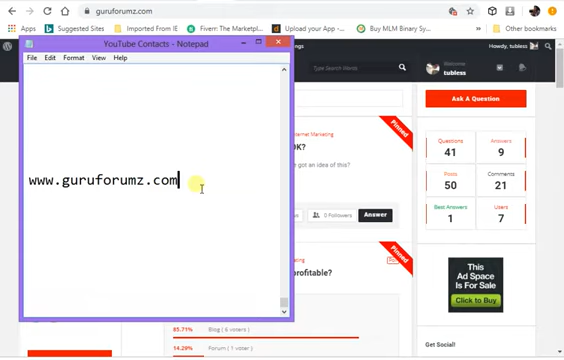 guruforumz.com
Apps
Suggested Sites
Imported From IE
Fiverr: The Marketpl...
Upload your App -...
Buy MLM Binary Sy...
Other bookmarks
YouTube Contacts - Notepad
File Edit Format View Help
www.guruforumz.com
Howdy, tubless
Type Search Words
Welcome
tubless
Ask A Question
Internet Marketing
Pinned
OK?
ve got an idea of this?
0 Followers
Answer
Questions
41
Answers
9
Posts
50
Comments
21
Best Answers
1
Users
7
Pinned
profitable?
85.71% Blog ( 6 voters )
14.29% Forum ( 1 voter )
This
Ad Space
Is For Sale
Click to Buy
Get Social!